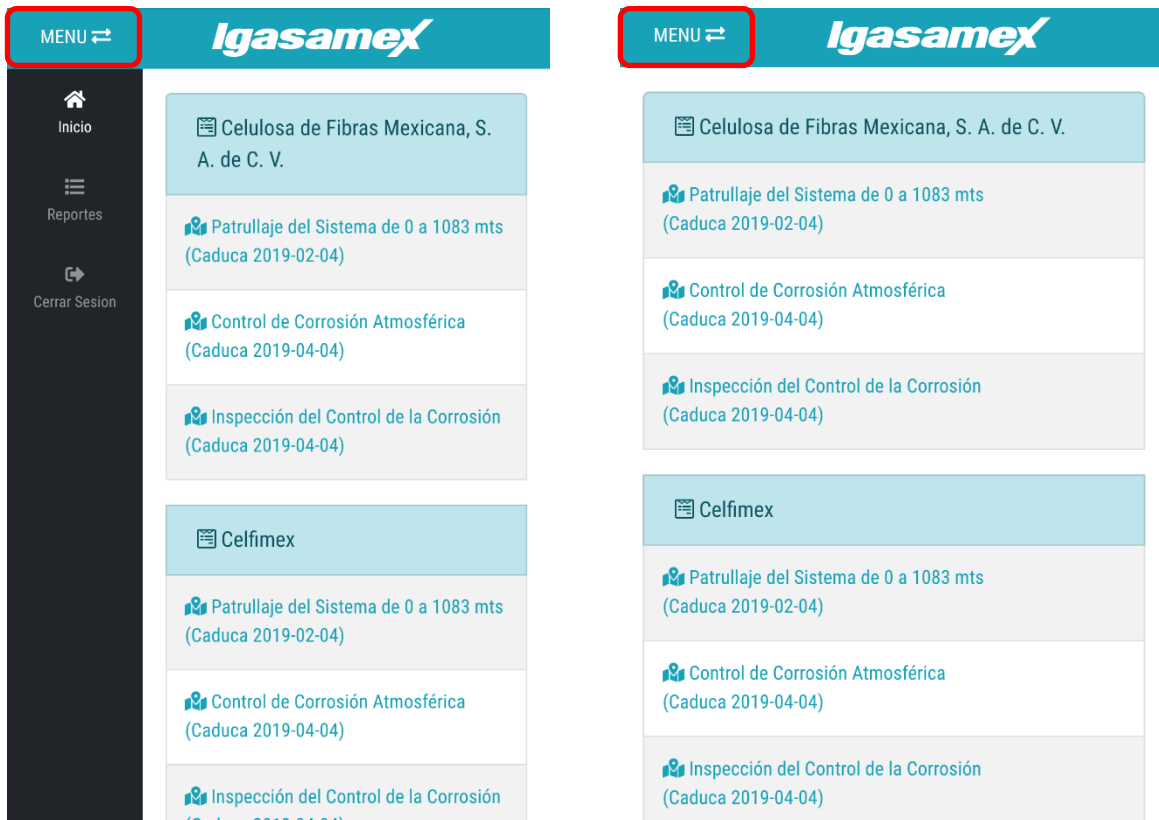 MENU
Igasamex
Inicio
Reportes
Cerrar Sesion
Celulosa de Fibras Mexicana, S.
A. de C. V.
Patrullaje del Sistema de 0 a 1083 mts
(Caduca 2019-02-04)
Control de Corrosión Atmosférica
(Caduca 2019-04-04)
Inspección del Control de la Corrosión
(Caduca 2019-04-04)
Celfimex
Patrullaje del Sistema de 0 a 1083 mts
(Caduca 2019-02-04)
Control de Corrosión Atmosférica
(Caduca 2019-04-04)
Inspección del Control de la Corrosión
(Caduca 2019-04-04)
MENU
Igasamex
Celulosa de Fibras Mexicana, S. A. de C. V.
Patrullaje del Sistema de 0 a 1083 mts
(Caduca 2019-02-04)
Control de Corrosión Atmosférica
(Caduca 2019-04-04)
Inspección del Control de la Corrosión
(Caduca 2019-04-04)
Celfimex
Patrullaje del Sistema de 0 a 1083 mts
(Caduca 2019-02-04)
Control de Corrosión Atmosférica
(Caduca 2019-04-04)
Inspección del Control de la Corrosión
(Caduca 2019-04-04)